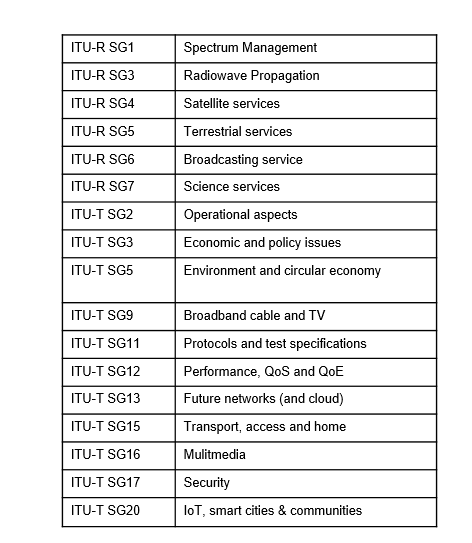 ITU-R SG1 Spectrum Management
ITU-R SG3 Radiowave Propagation
ITU-R SG4 Satellite services
ITU-R SG5 Terrestrial services
ITU-R SG6 Broadcasting service
ITU-R SG7 Science services
ITU-T SG2 Operational aspects
ITU-T SG3 Economic and policy issues
ITU-T SG5 Environment and circular economy
ITU-T SG9 Broadband cable and TV
ITU-T SG11 Protocols and test specifications
ITU-T SG12 Performance, QoS and QoE
ITU-T SG13 Future networks (and cloud)
ITU-T SG15 Transport, access and home
ITU-T SG16 Mulitmedia
ITU-T SG17 Security
ITU-T SG20 IoT, smart cities & communities